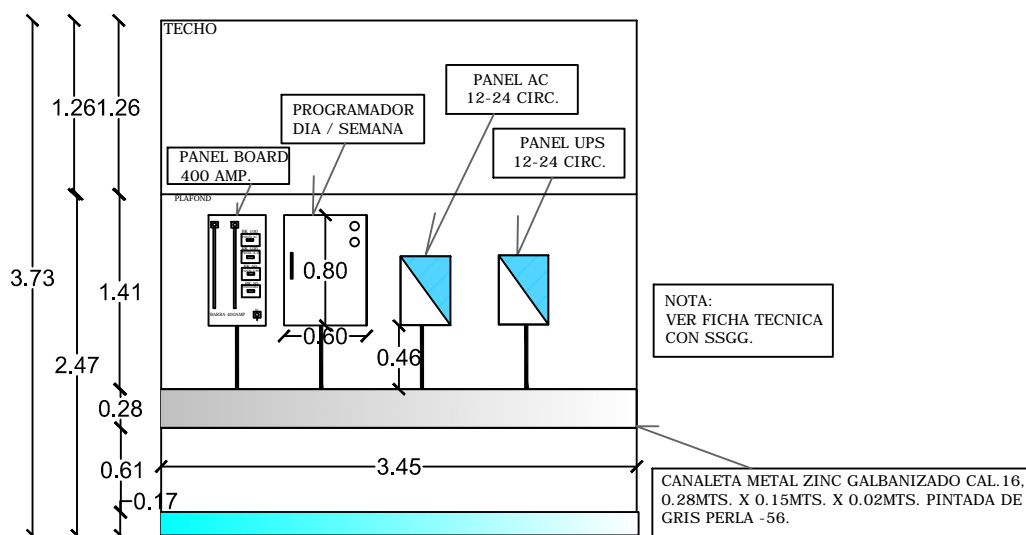 TECHO
PANEL AC
12-24 CIRC.
PROGRAMADOR
DIA / SEMANA
PANEL UPS
12-24 CIRC.
PANEL BOARD
400 AMP.
PLAFOND
1.26
1.26
3.73
1.41
2.47
0.28
0.61
0.17
0.80
0.60
0.46
3.45
BARRA 400AMP
NOTA:
VER FICHA TECNICA
CON SSGG.
CANALETA METAL ZINC GALBANIZADO CAL.16,
0.28MTS. X 0.15MTS. X 0.02MTS. PINTADA DE
GRIS PERLA -56.